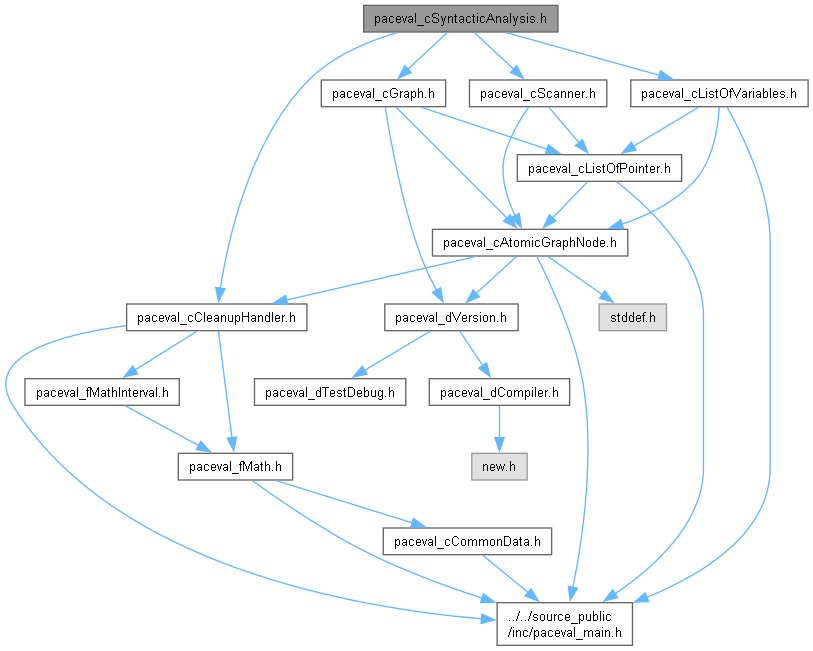 paceval_cSyntacticAnalysis.h
paceval_cGraph.h
paceval_cScanner.h
paceval_cListOfVariables.h
paceval_cListOfPointer.h
paceval_cAtomicGraphNode.h
paceval_cCleanupHandler.h
paceval_dVersion.h
stddef.h
paceval_fMathInterval.h
paceval_dTestDebug.h
paceval_dCompiler.h
paceval_fMath.h
new.h
paceval_cCommonData.h
../../source_public
/inc/paceval_main.h